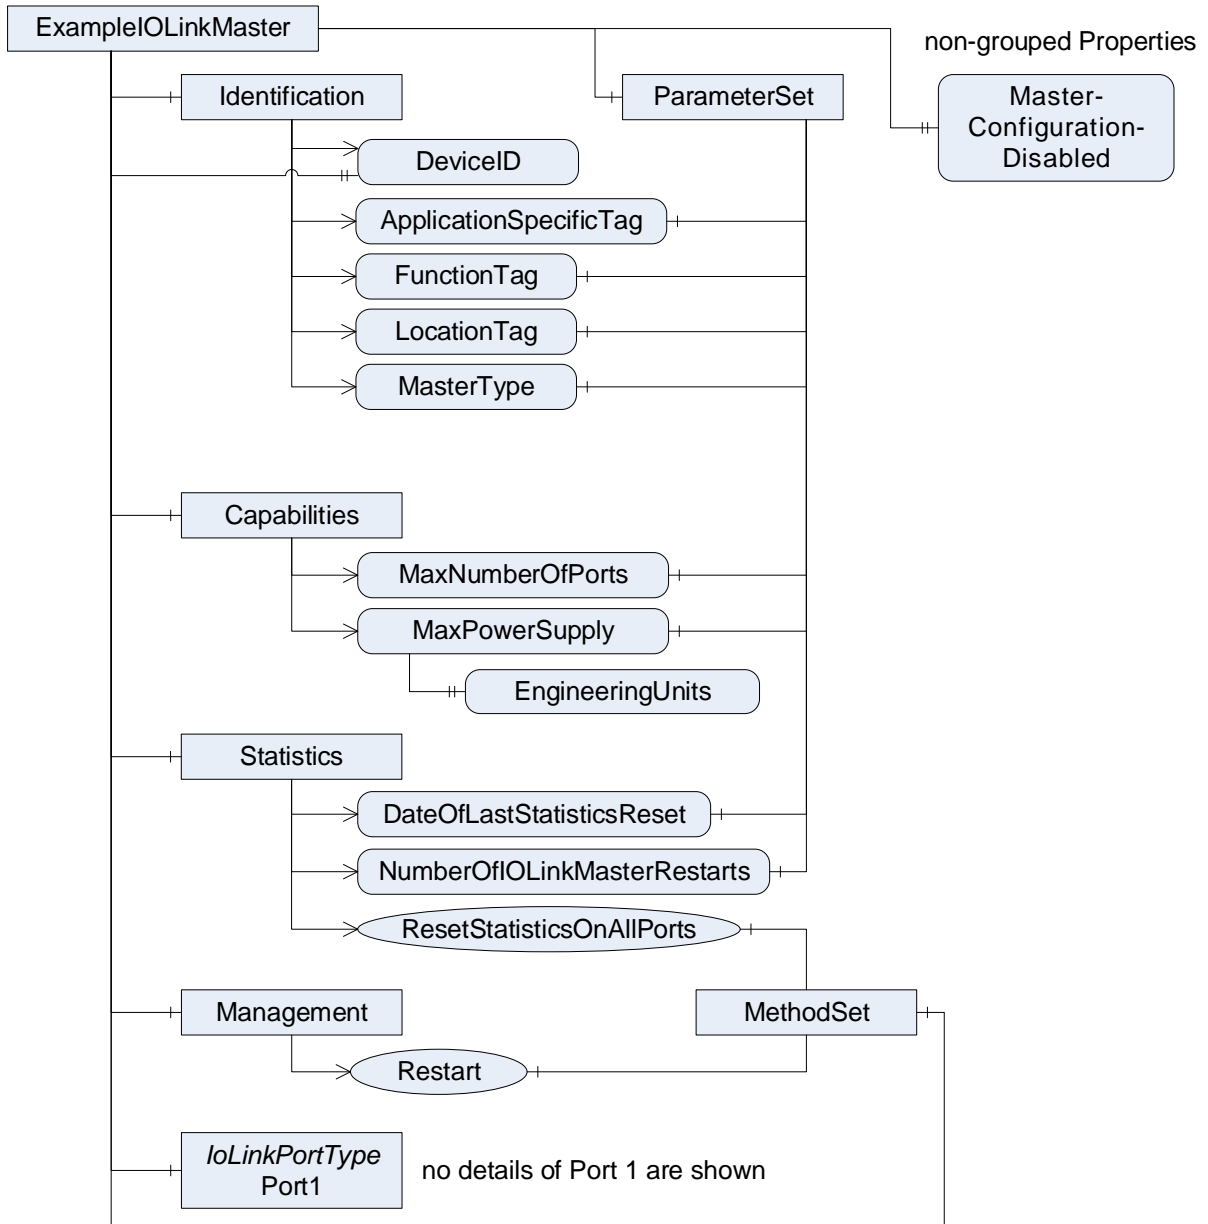 ExampleIOLinkMaster
non-grouped Properties
Identification
ParameterSet
Master-
Configuration-
Disabled
DeviceID
ApplicationSpecificTag
FunctionTag
LocationTag
MasterType
Capabilities
MaxNumberOfPorts
MaxPowerSupply
EngineeringUnits
Statistics
DateOfLastStatisticsReset
NumberOfIOLinkMasterRestarts
ResetStatisticsOnAllPorts
Management
MethodSet
Restart
IoLinkPortType
Port1
no details of Port 1 are shown